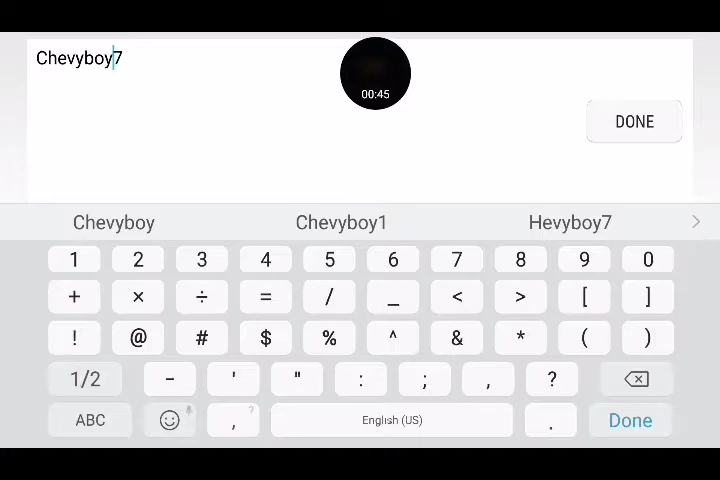 Chevyboy7
00:45
DONE
Chevyboy Chevyboy1 Hevyboy7 >
1 2 3 4 5 6 7 8 9 0
+ × ÷ = / _ < > [ ]
! @ # $ % ^ & * ( )
1/2 - ' " : ; , ?
ABC , ? English (US) . Done